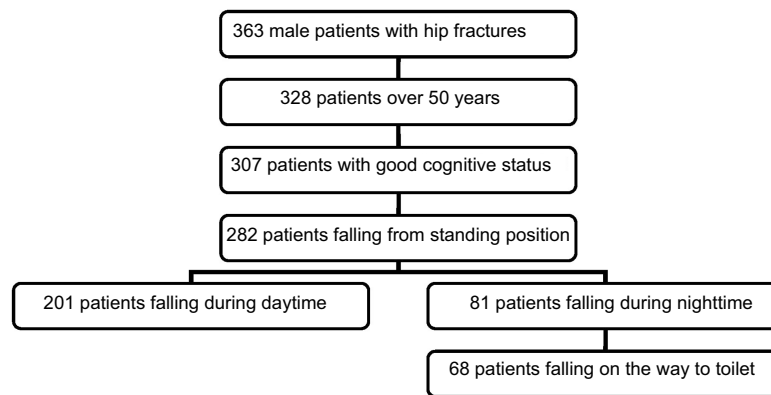 363 male patients with hip fractures
328 patients over 50 years
307 patients with good cognitive status
282 patients falling from standing position
201 patients falling during daytime
81 patients falling during nighttime
68 patients falling on the way to toilet